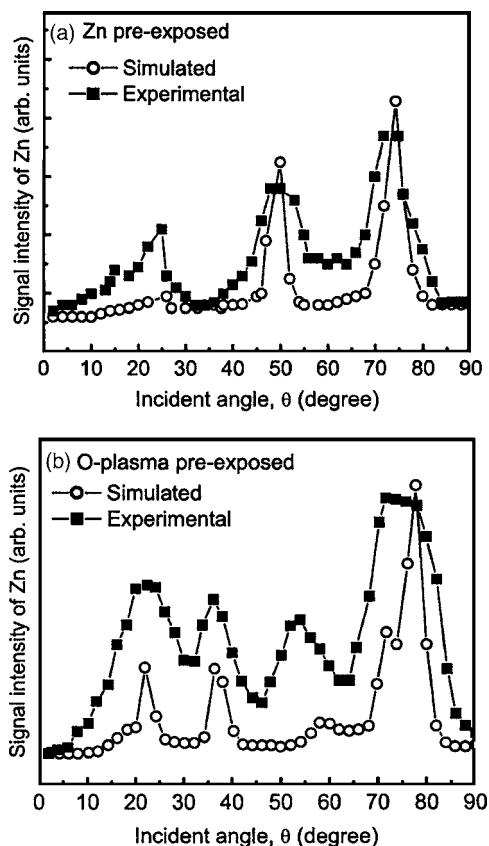 (a) Zn pre-exposed
Simulated
Experimental
Signal intensity of Zn (arb. units)
0 10 20 30 40 50 60 70 80 90
Incident angle, θ (degree)
(b) O-plasma pre-exposed
Simulated
Experimental
Signal intensity of Zn (arb. units)
0 10 20 30 40 50 60 70 80 90
Incident angle, θ (degree)